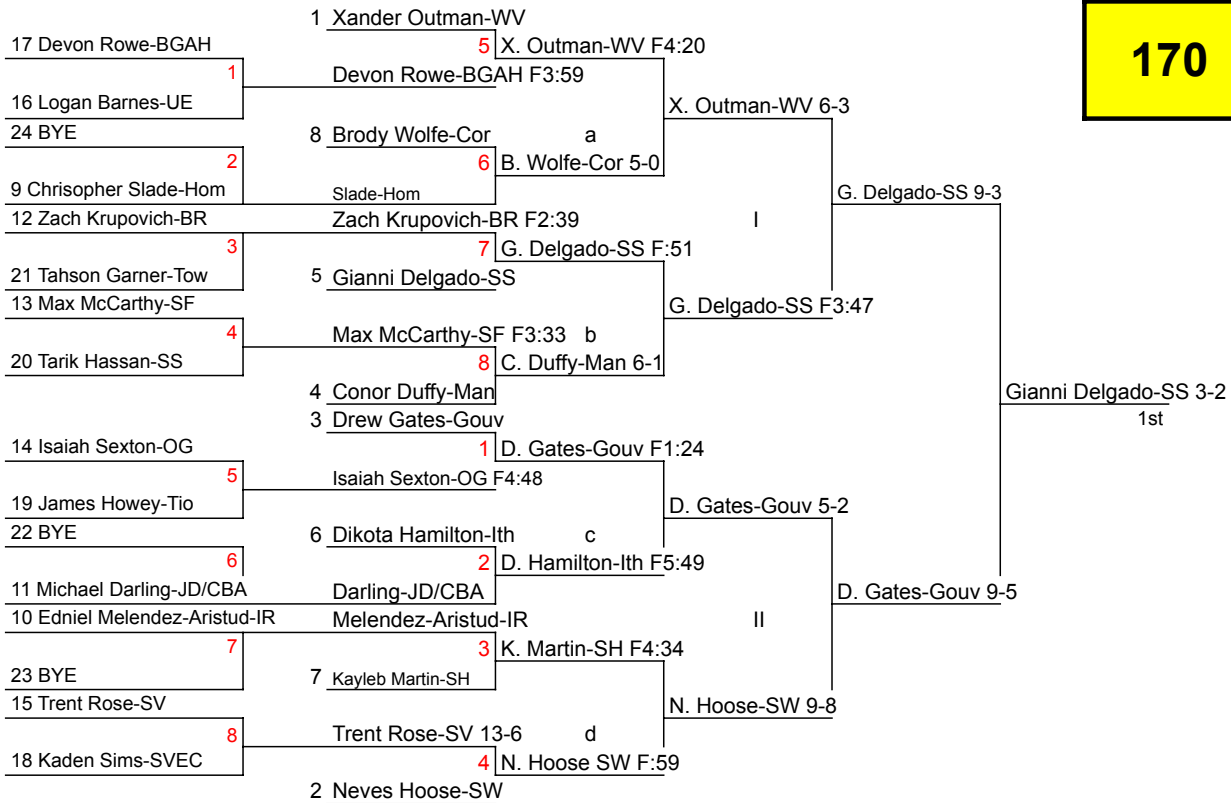 1 Xander Outman-WV
17 Devon Rowe-BGAH
5 X. Outman-WV F4:20
170
1 Devon Rowe-BGAH F3:59
16 Logan Barnes-UE
X. Outman-WV 6-3
24 BYE
8 Brody Wolfe-Cor a
2
6 B. Wolfe-Cor 5-0
9 Chrisopher Slade-Hom
Slade-Hom
G. Delgado-SS 9-3
12 Zach Krupovich-BR
Zach Krupovich-BR F2:39
I
3
7 G. Delgado-SS F:51
21 Tahson Garner-Tow
5 Gianni Delgado-SS
13 Max McCarthy-SF
G. Delgado-SS F3:47
4
Max McCarthy-SF F3:33 b
20 Tarik Hassan-SS
8 C. Duffy-Man 6-1
4 Conor Duffy-Man
Gianni Delgado-SS 3-2
1st
3 Drew Gates-Gouv
14 Isaiah Sexton-OG
1 D. Gates-Gouv F1:24
5
Isaiah Sexton-OG F4:48
19 James Howey-Tio
D. Gates-Gouv 5-2
22 BYE
6 Dikota Hamilton-Ith c
6
2 D. Hamilton-Ith F5:49
11 Michael Darling-JD/CBA
Darling-JD/CBA
D. Gates-Gouv 9-5
10 Edniel Melendez-Aristud-IR
Melendez-Aristud-IR
II
7
3 K. Martin-SH F4:34
23 BYE
7 Kayleb Martin-SH
15 Trent Rose-SV
N. Hoose-SW 9-8
8
Trent Rose-SV 13-6 d
18 Kaden Sims-SVEC
4 N. Hoose SW F:59
2 Neves Hoose-SW